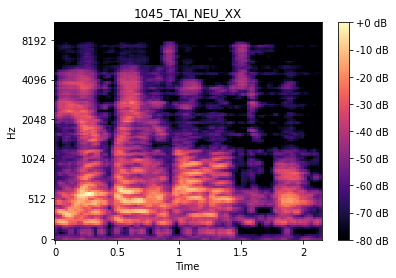 1045_TAI_NEU_XX
+0 dB
8192
-10 dB
4096
-20 dB
-30 dB
2048
Hz
-40 dB
1024
-50 dB
512
-60 dB
-70 dB
0
-80 dB
0 0.5 1 1.5 2
Time